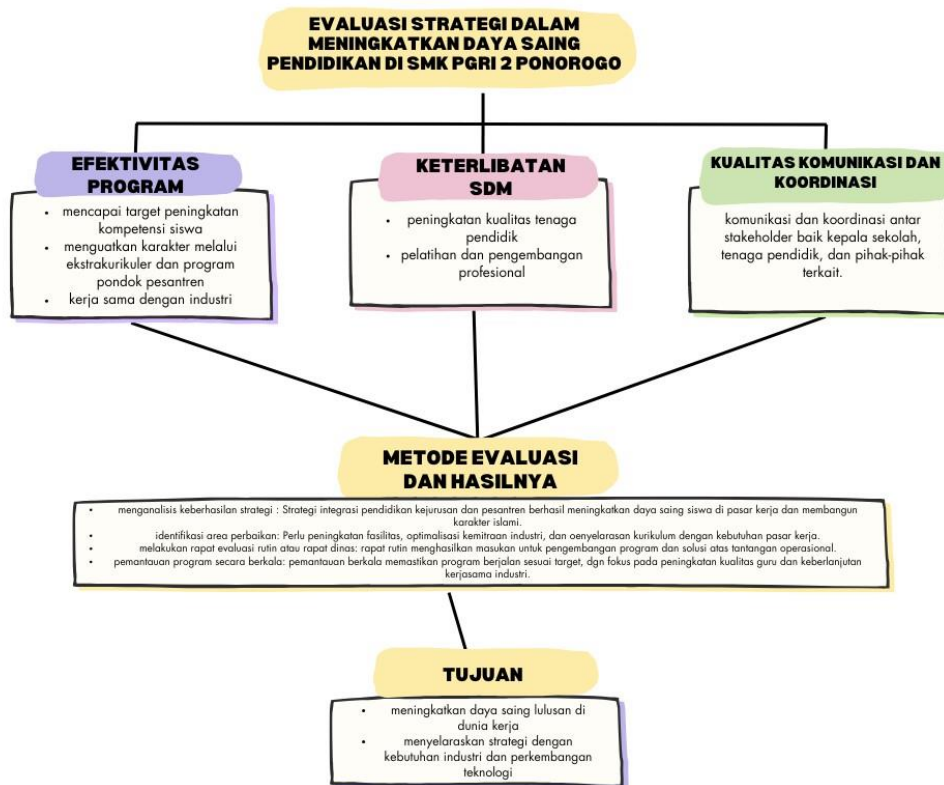 EVALUASI STRATEGI DALAM
MENINGKATKAN DAYA SAING
PENDIDIKAN DI SMK PGRI 2 PONOROGO
EFEKTIVITAS
PROGRAM
• mencapai target peningkatan
kompetensi siswa
• menguatkan karakter melalui
ekstrakurikuler dan program
pondok pesantren
• kerja sama dengan industri
KETERLIBATAN
SDM
• peningkatan kualitas tenaga
pendidik
• pelatihan dan pengembangan
profesional
KUALITAS KOMUNIKASI DAN
KOORDINASI
komunikasi dan koordinasi antar
stakeholder baik kepala sekolah,
tenaga pendidik, dan pihak-pihak
terkait.
METODE EVALUASI
DAN HASILNYA
• menganalisis keberhasilan strategi : Strategi integrasi pendidikan kejuruan dan pesantren berhasil meningkatkan daya saing siswa di pasar kerja dan membangun
karakter islami.
• identifikasi area perbaikan: Perlu peningkatan fasilitas, optimalisasi kemitraan industri, dan oenyelarasan kurikulum dengan kebutuhan pasar kerja.
• melakukan rapat evaluasi rutin atau rapat dinas: rapat rutin menghasilkan masukan untuk pengembangan program dan solusi atas tantangan operasional.
• pemantauan program secara berkala: pemantauan berkala memastikan program berjalan sesuai target, dgn fokus pada peningkatan kualitas guru dan keberlanjutan
kerjasama industri.
TUJUAN
• meningkatkan daya saing lulusan di
dunia kerja
• menyelaraskan strategi dengan
kebutuhan industri dan perkembangan
teknologi